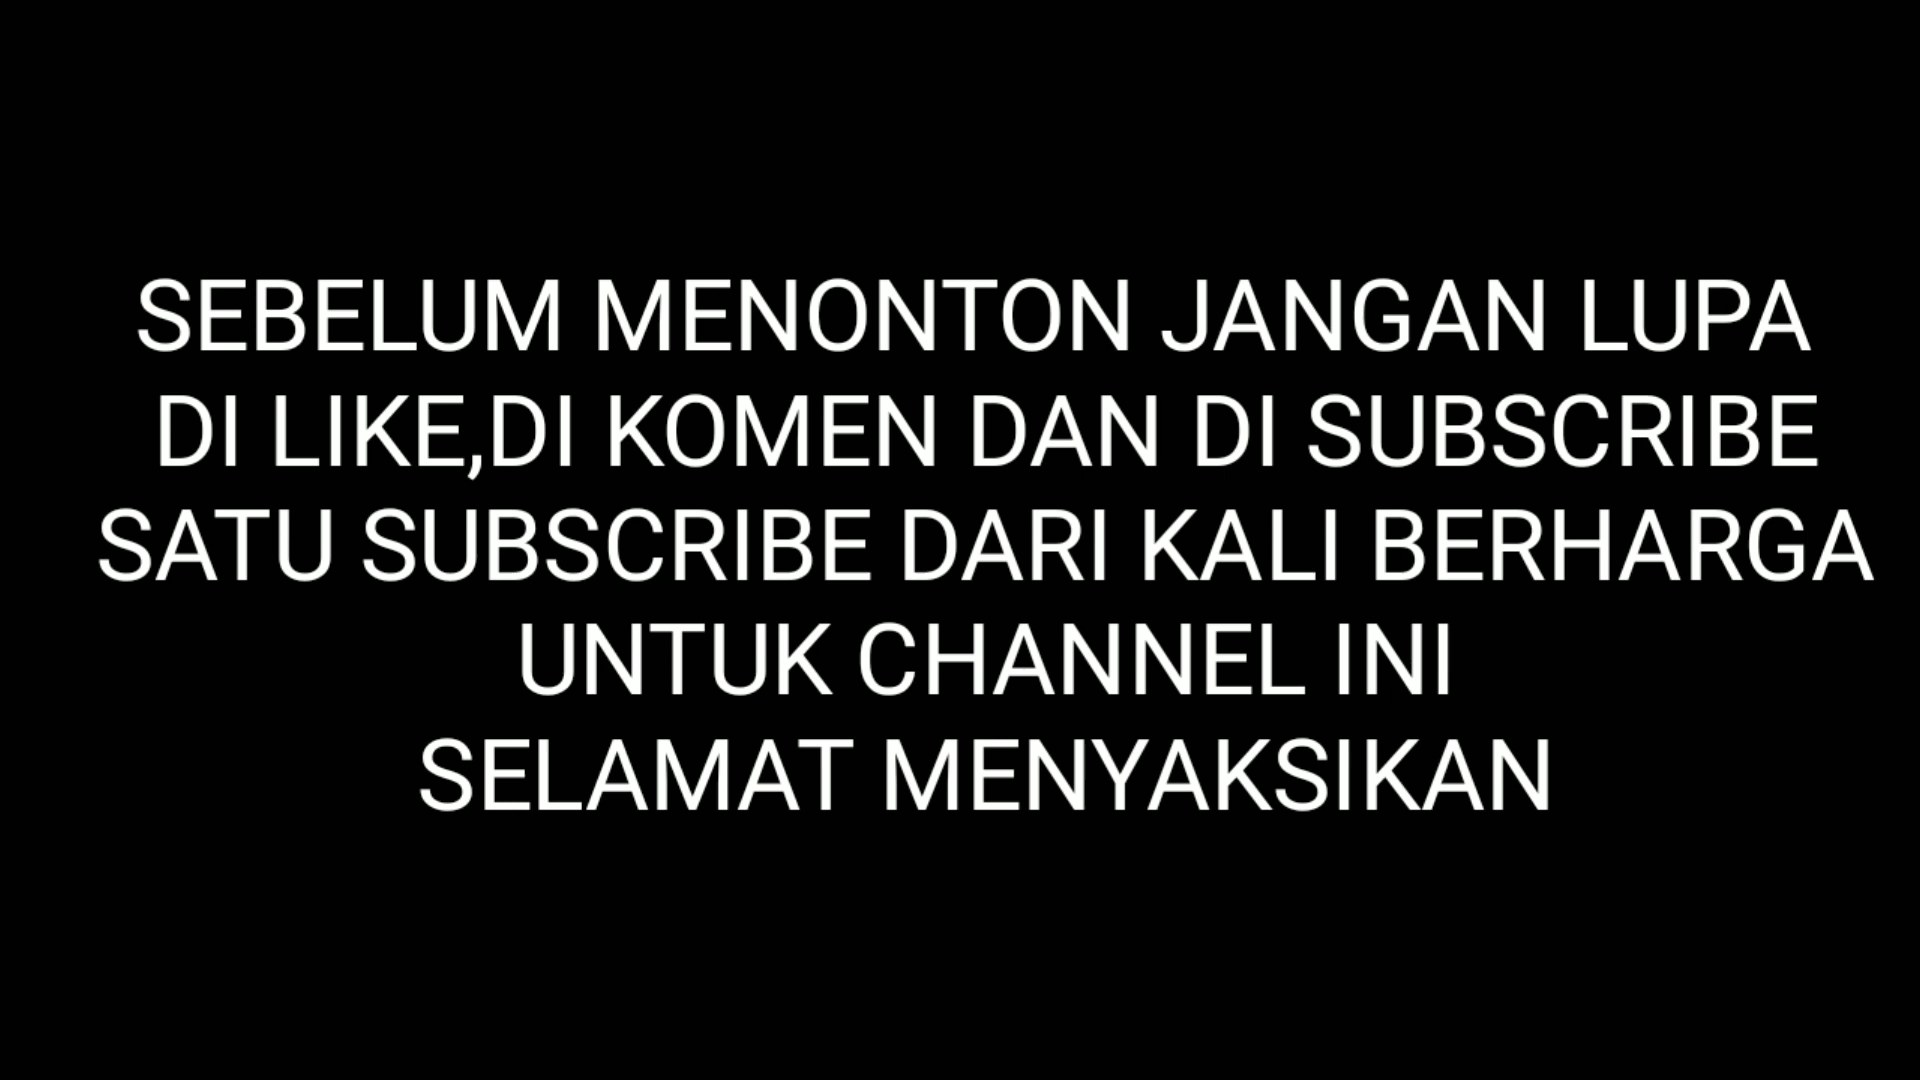 SEBELUM MENONTON JANGAN LUPA
DI LIKE,DI KOMEN DAN DI SUBSCRIBE
SATU SUBSCRIBE DARI KALI BERHARGA
UNTUK CHANNEL INI
SELAMAT MENYAKSIKAN